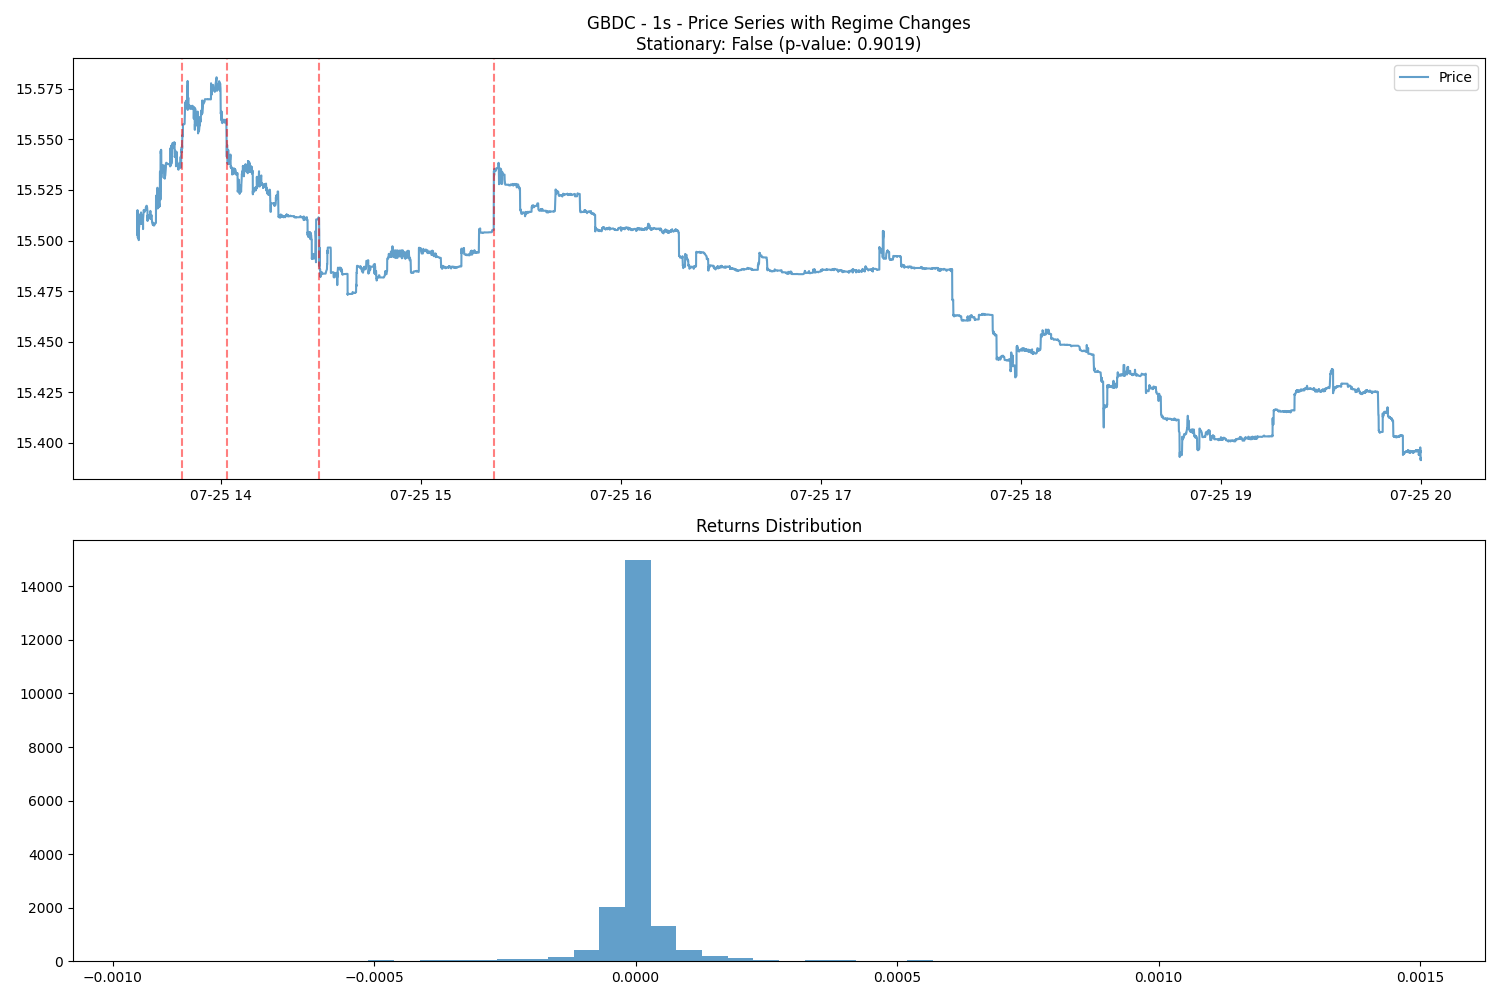 GBDC - 1s - Price Series with Regime Changes
Stationary: False (p-value: 0.9019)
Price
15.575
15.550
15.525
15.500
15.475
15.450
15.425
15.400
07-25 14 07-25 15 07-25 16 07-25 17 07-25 18 07-25 19 07-25 20
Returns Distribution
14000
12000
10000
8000
6000
4000
2000
0
−0.0010 −0.0005 0.0000 0.0005 0.0010 0.0015